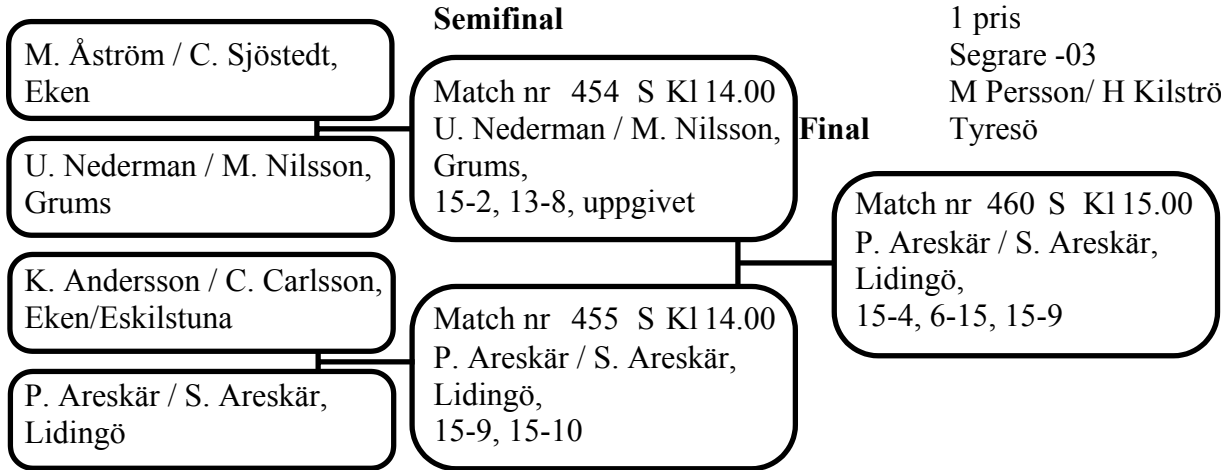 Semifinal
1 pris
Segrare -03
M Persson/ H Kilströ
Tyresö
M. Åström / C. Sjöstedt,
Eken
U. Nederman / M. Nilsson,
Grums
K. Andersson / C. Carlsson,
Eken/Eskilstuna
P. Areskär / S. Areskär,
Lidingö
Match nr 454 S Kl 14.00
U. Nederman / M. Nilsson,
Grums,
15-2, 13-8, uppgivet
Match nr 455 S Kl 14.00
P. Areskär / S. Areskär,
Lidingö,
15-9, 15-10
Final
Match nr 460 S Kl 15.00
P. Areskär / S. Areskär,
Lidingö,
15-4, 6-15, 15-9